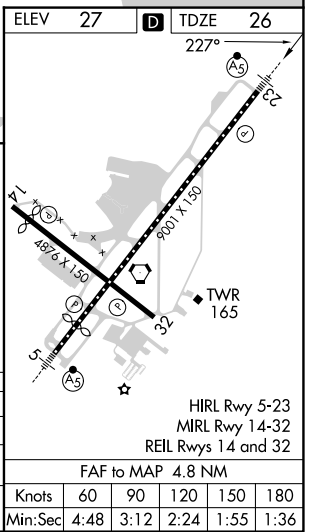 ELEV 27 D TDZE 26
227°
A5
23
P
14
P
9001 X 150
4876 X 150
TWR
165
P
P
32
5
A5
HIRL Rwy 5-23
MIRL Rwy 14-32
REIL Rwys 14 and 32
FAF to MAP 4.8 NM
Knots 60 90 120 150 180
Min:Sec 4:48 3:12 2:24 1:55 1:36